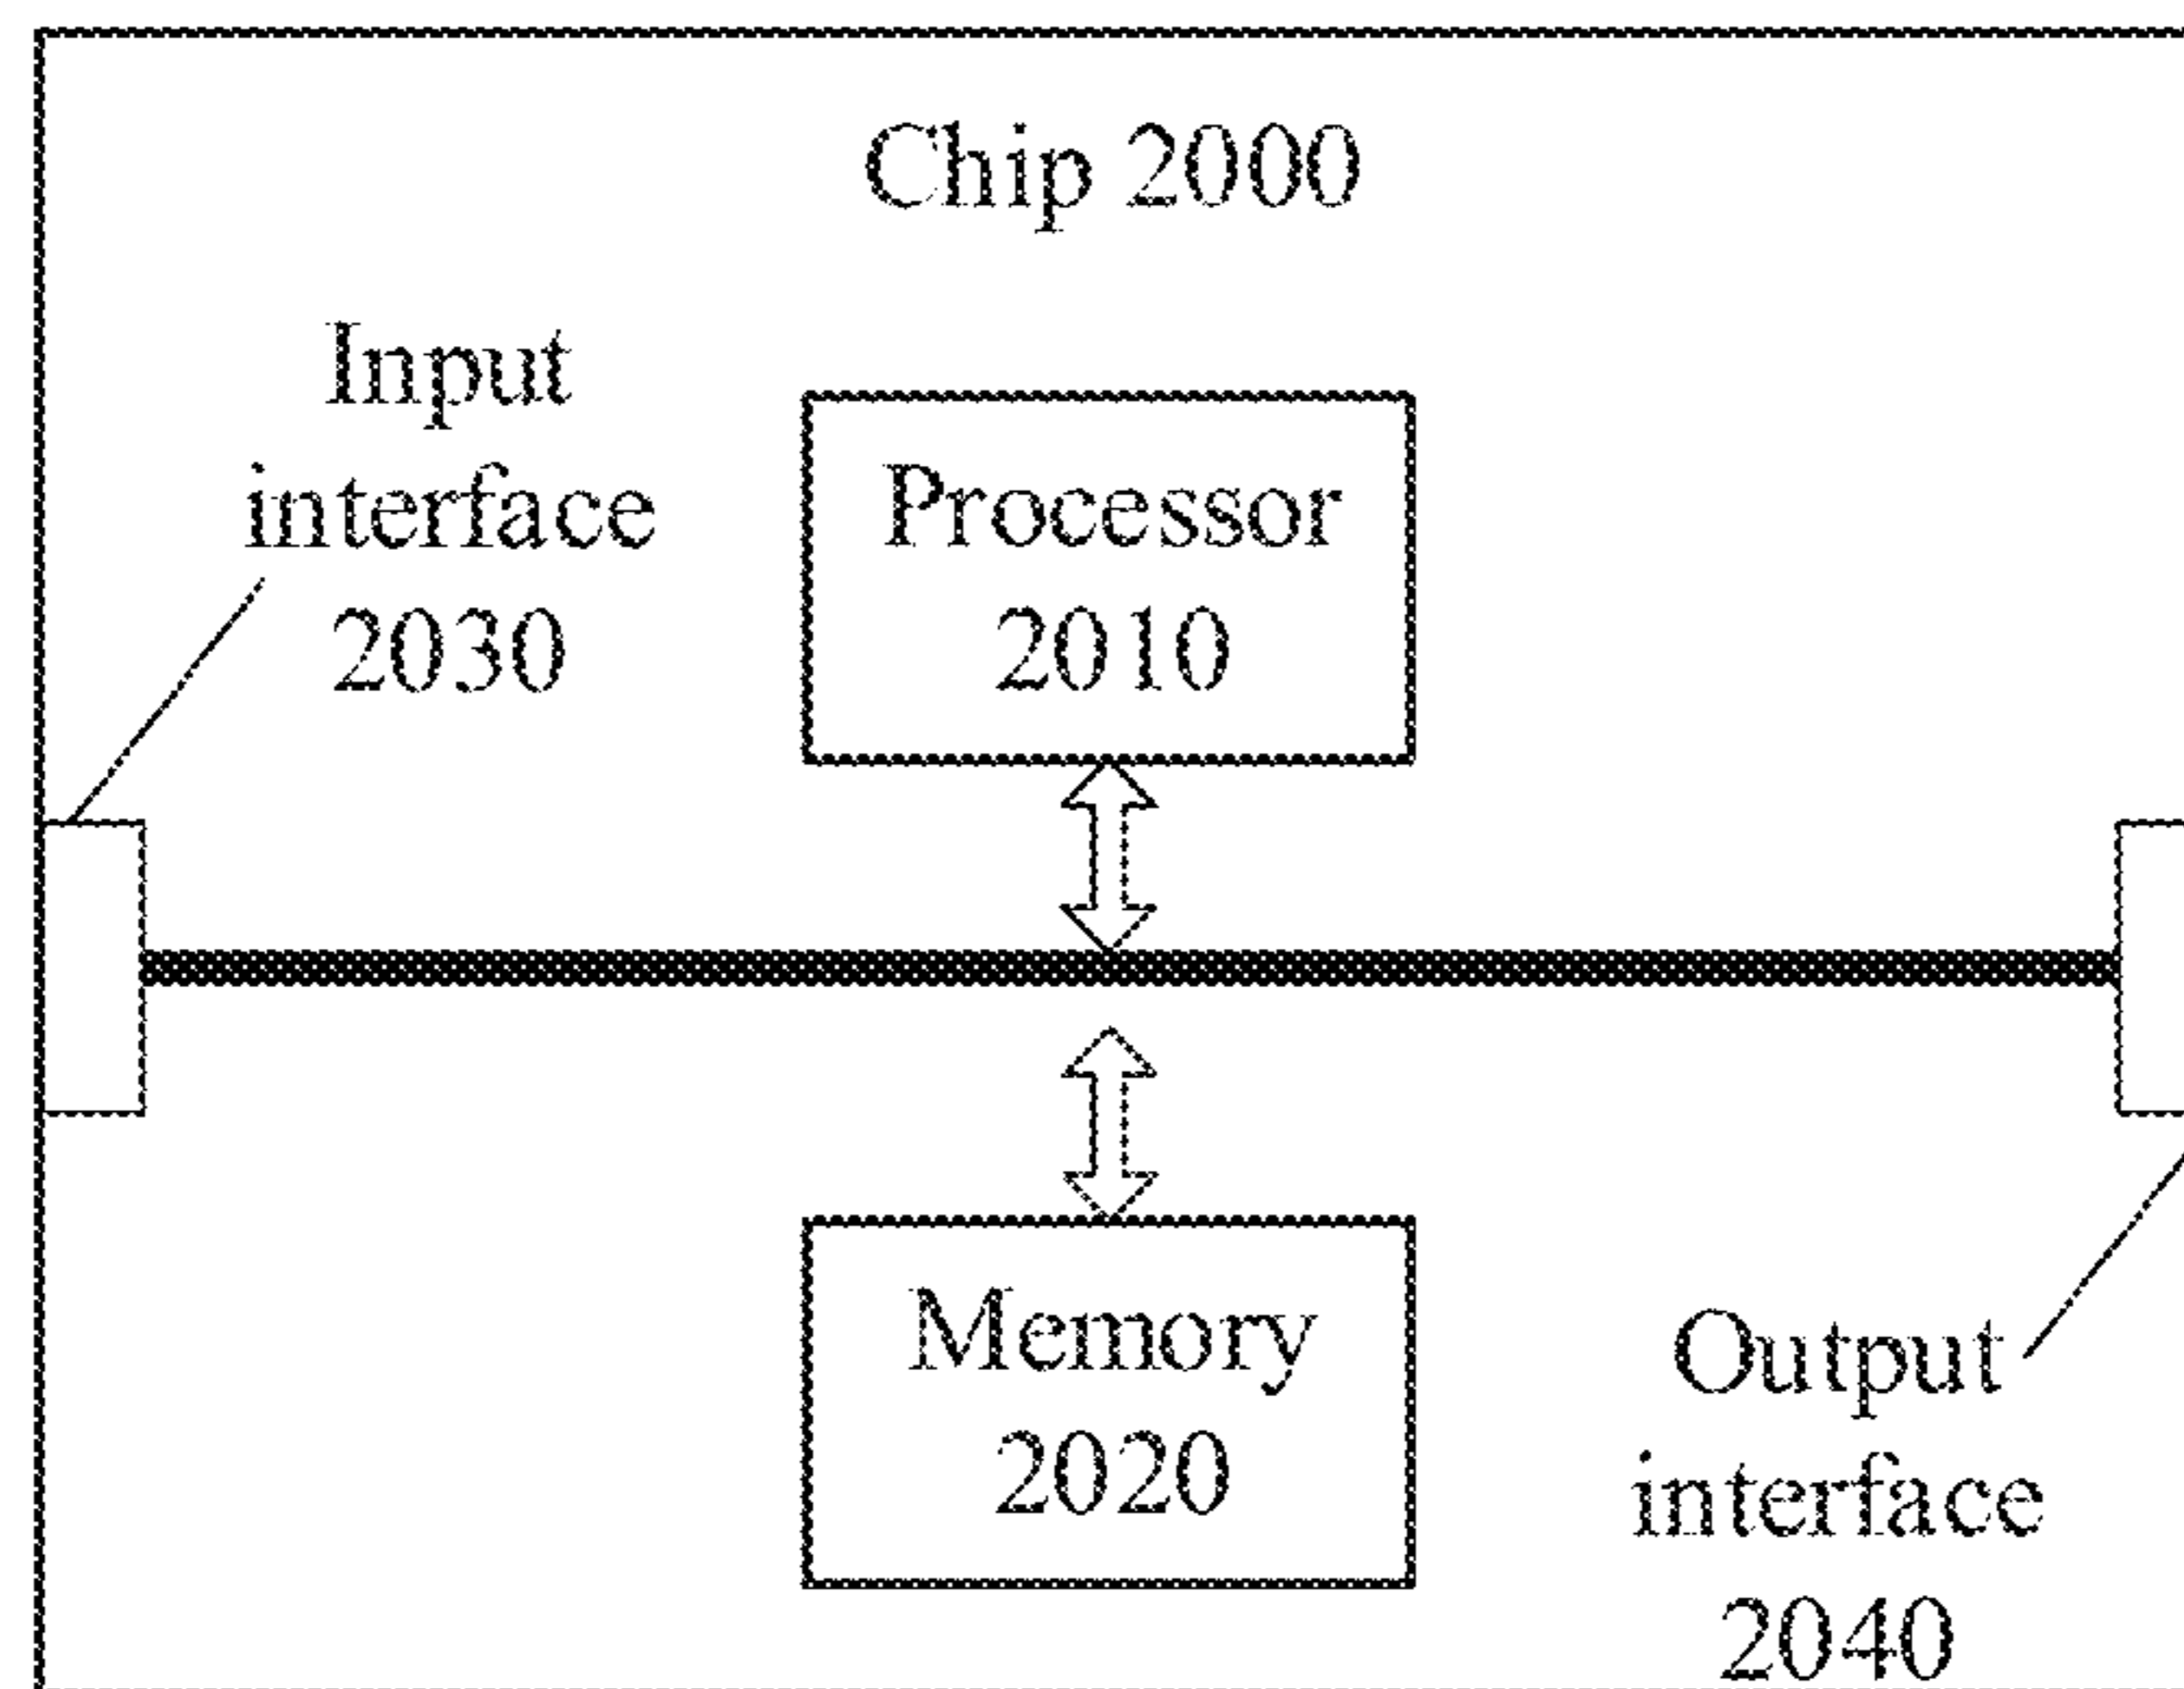 Chip 2000
Input
interface
2030
Processor
2010
Memory
2020
Output
interface
2040